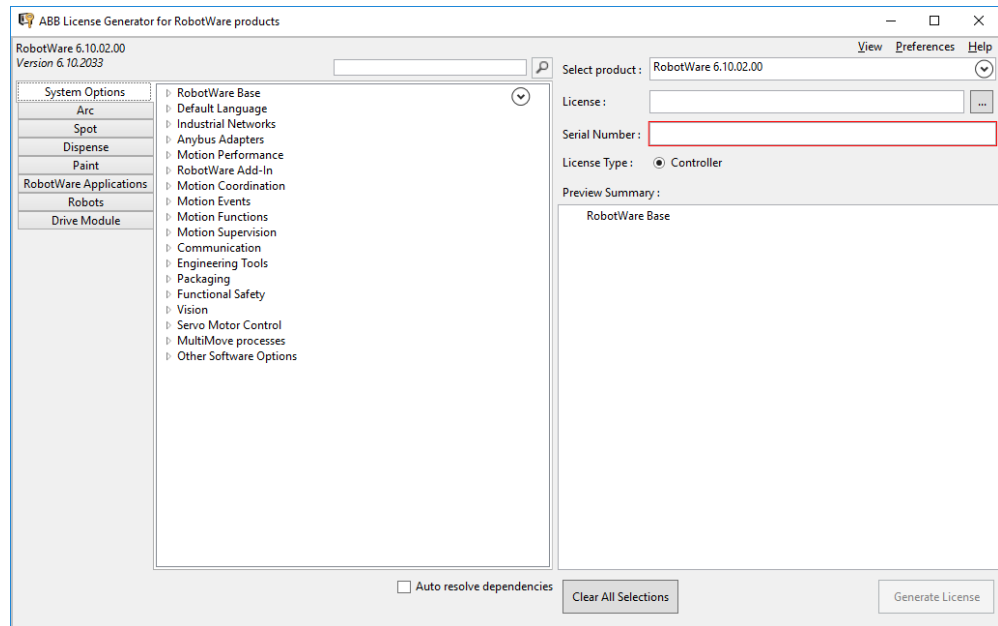 ABB License Generator for RobotWare products
RobotWare 6.10.02.00
Version 6.10.2033
View Preferences Help
System Options
Arc
Spot
Dispense
Paint
RobotWare Applications
Robots
Drive Module
RobotWare Base
Default Language
Industrial Networks
Anybus Adapters
Motion Performance
RobotWare Add-In
Motion Coordination
Motion Events
Motion Functions
Motion Supervision
Communication
Engineering Tools
Packaging
Functional Safety
Vision
Servo Motor Control
MultiMove processes
Other Software Options
Auto resolve dependencies
Select product : RobotWare 6.10.02.00
License : ...
Serial Number :
License Type : Controller
Preview Summary :
RobotWare Base
Clear All Selections
Generate License